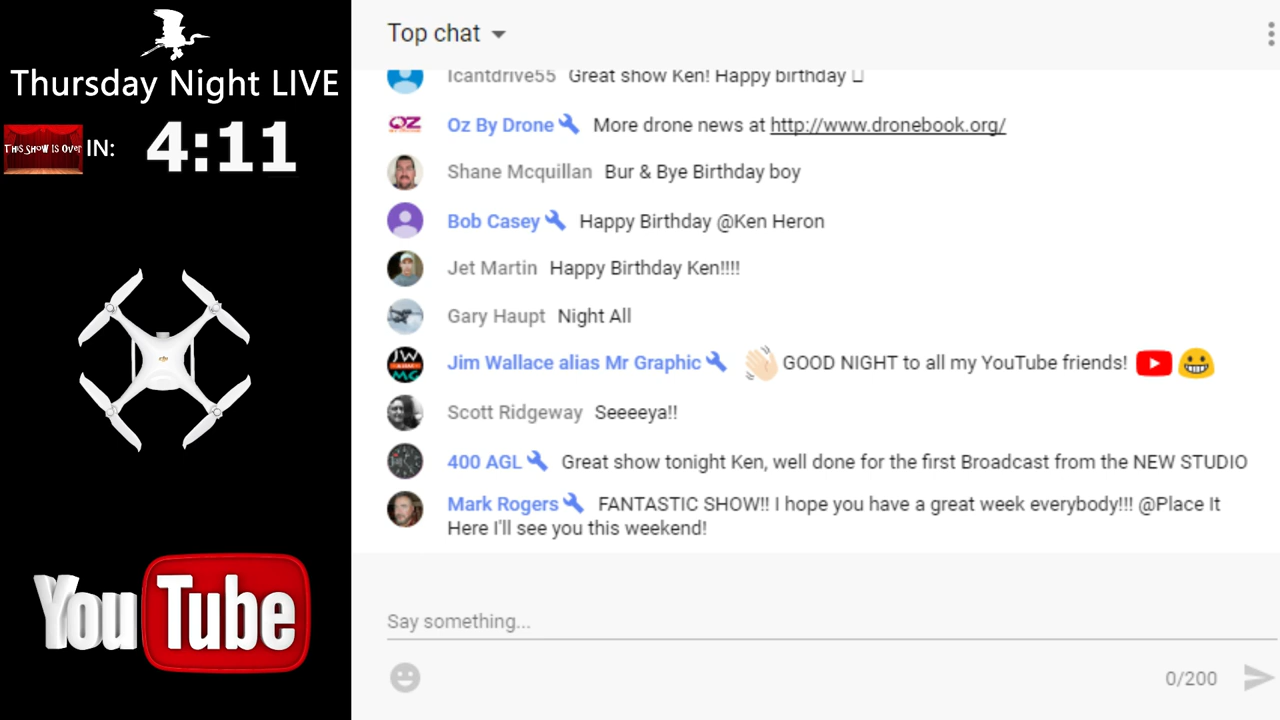 Thursday Night LIVE
THIS SHOW IS OVER
IN:
4:11
YouTube
Top chat
Icantdrive55 Great show Ken! Happy birthday
OZ
Oz By Drone More drone news at http://www.dronebook.org/
Shane Mcquillan Bur & Bye Birthday boy
Bob Casey Happy Birthday @Ken Heron
Jet Martin Happy Birthday Ken!!!!
Gary Haupt Night All
JW
MG
Jim Wallace alias Mr Graphic GOOD NIGHT to all my YouTube friends!
Scott Ridgeway Seeeeya!!
400 AGL Great show tonight Ken, well done for the first Broadcast from the NEW STUDIO
Mark Rogers FANTASTIC SHOW!! I hope you have a great week everybody!!! @Place It
Here I'll see you this weekend!
Say something...
0/200